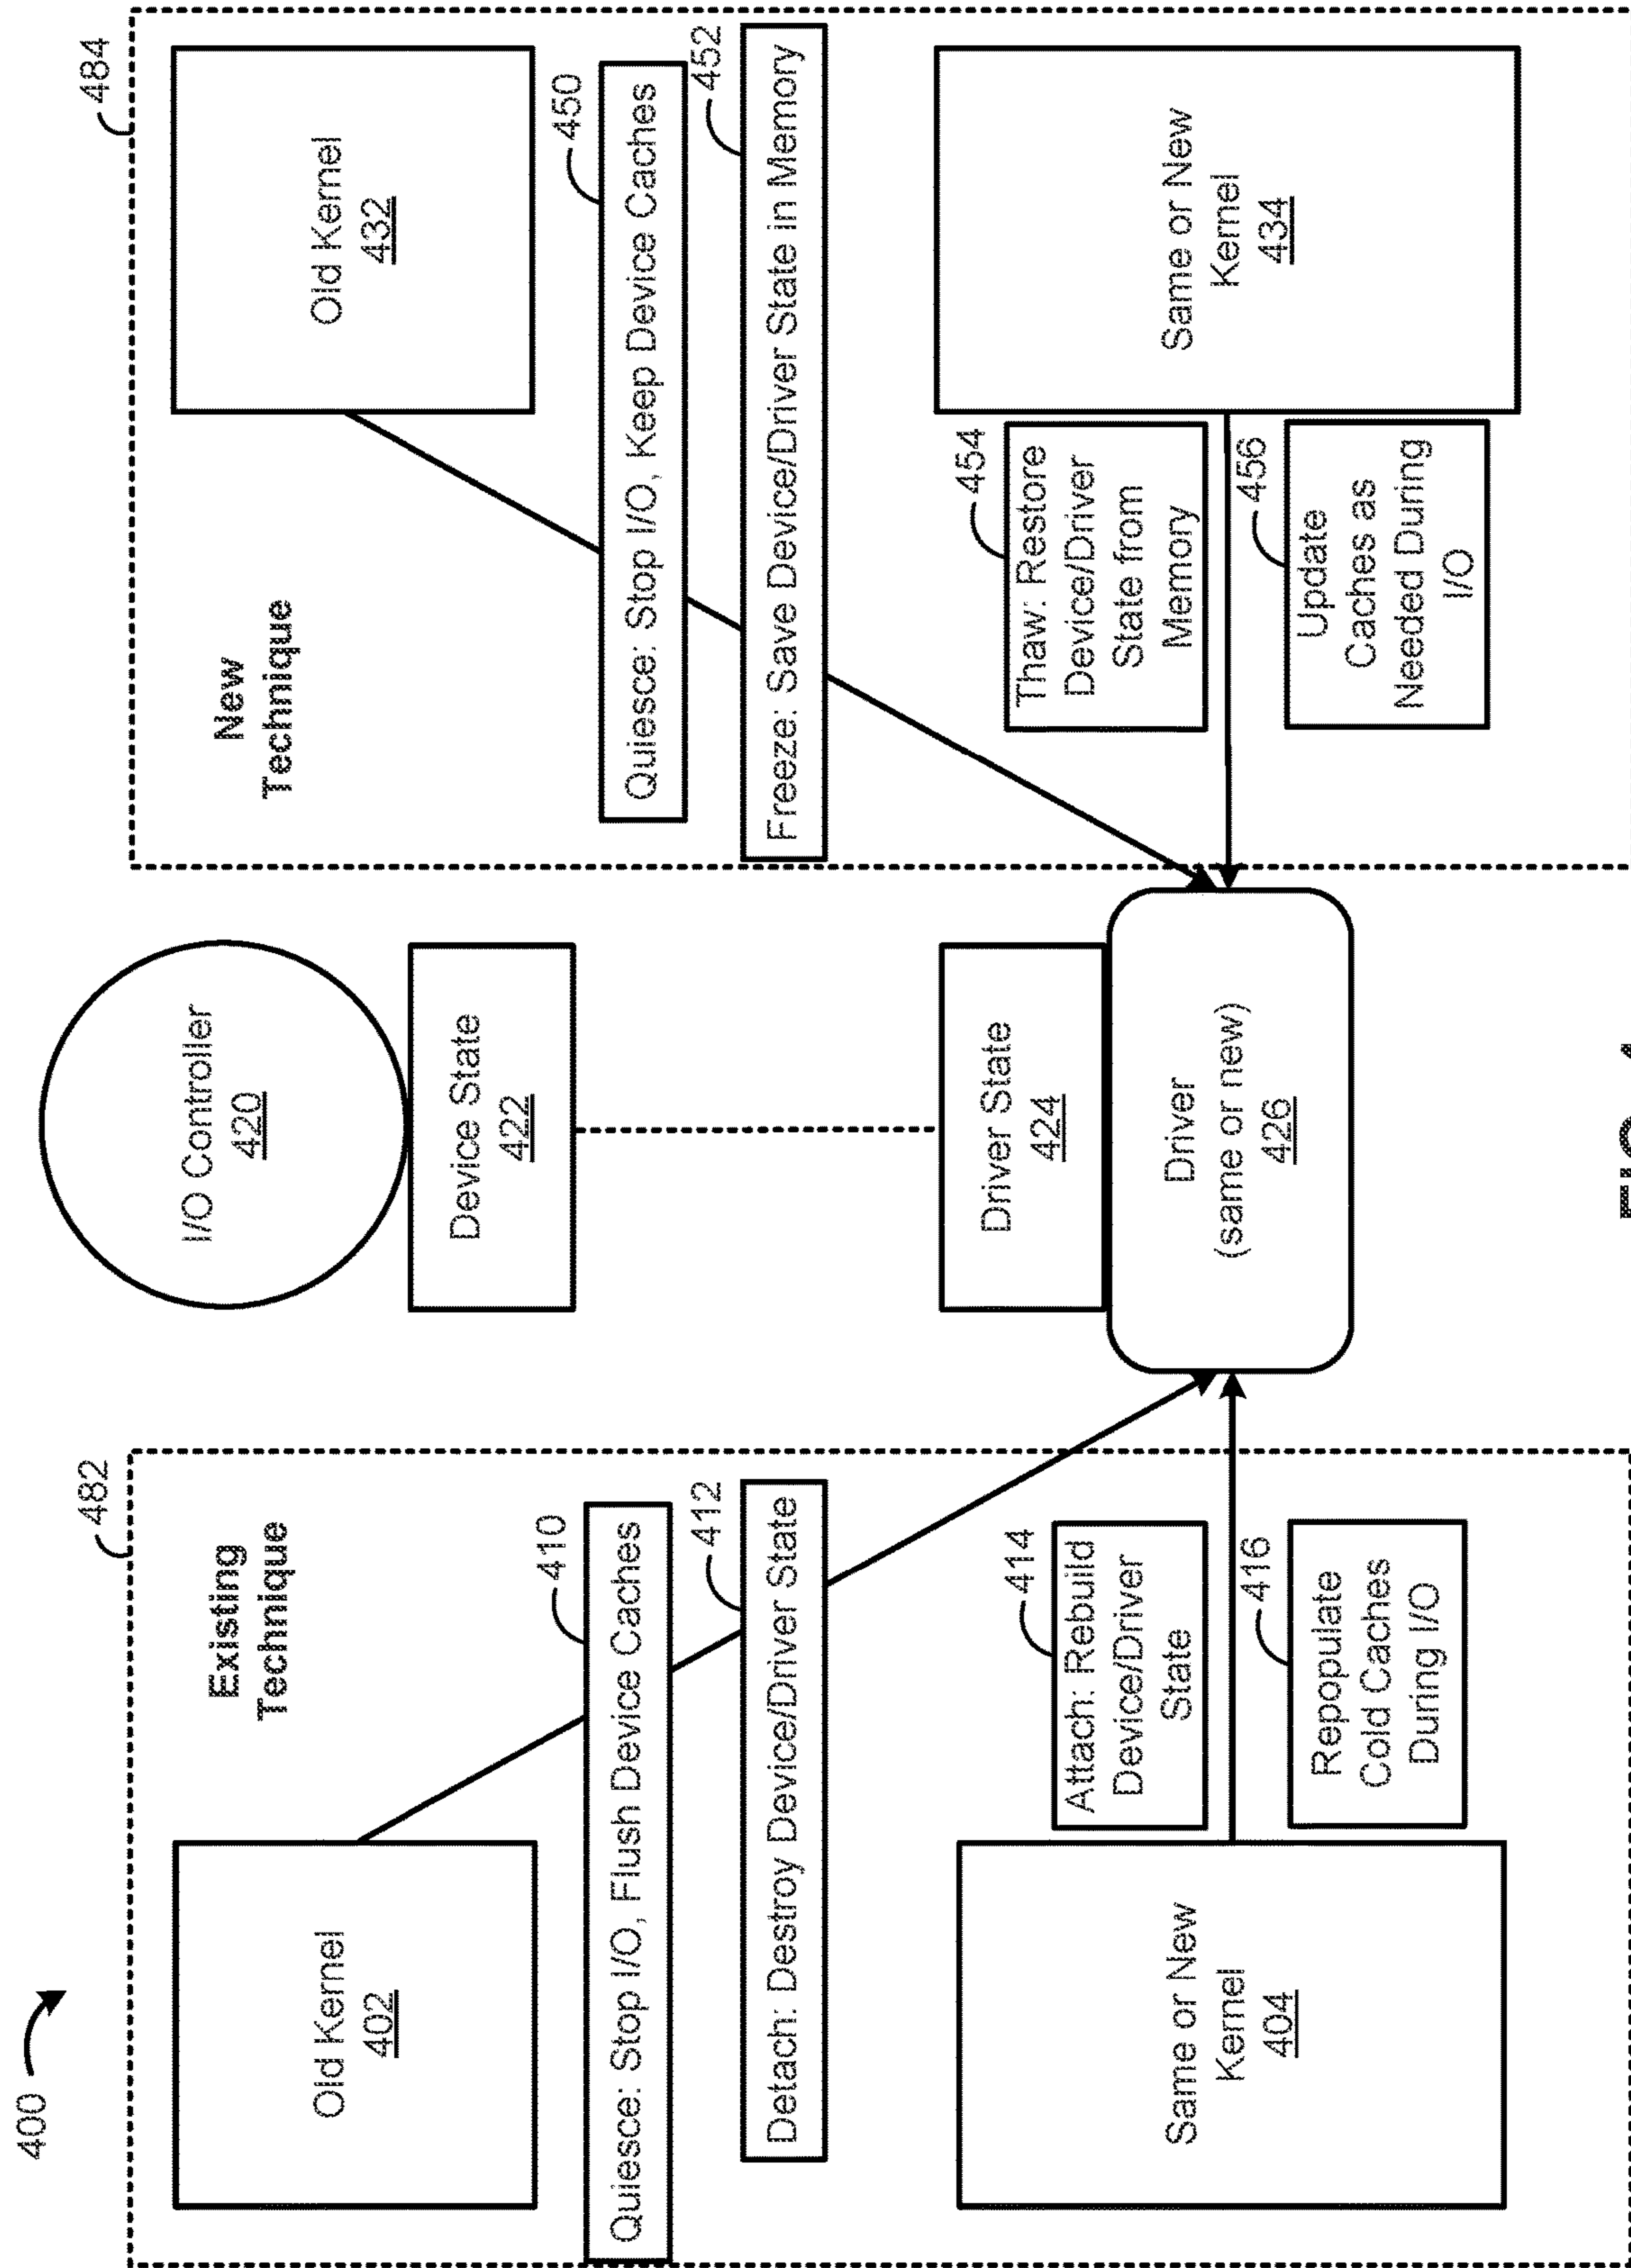 400
482
Existing
Technique
Old Kernel
402
410
Quiesce: Stop I/O, Flush Device Caches
412
Detach: Destroy Device/Driver State
Same or New
Kernel
404
414
Attach: Rebuild
Device/Driver
State
416
Repopulate
Cold Caches
During I/O
I/O Controller
420
Device State
422
Driver State
424
Driver
(same or new)
426
484
New
Technique
Old Kernel
432
450
Quiesce: Stop I/O, Keep Device Caches
452
Freeze: Save Device/Driver State in Memory
454
Thaw: Restore
Device/Driver
State from
Memory
456
Update
Caches as
Needed During
I/O
Same or New
Kernel
434